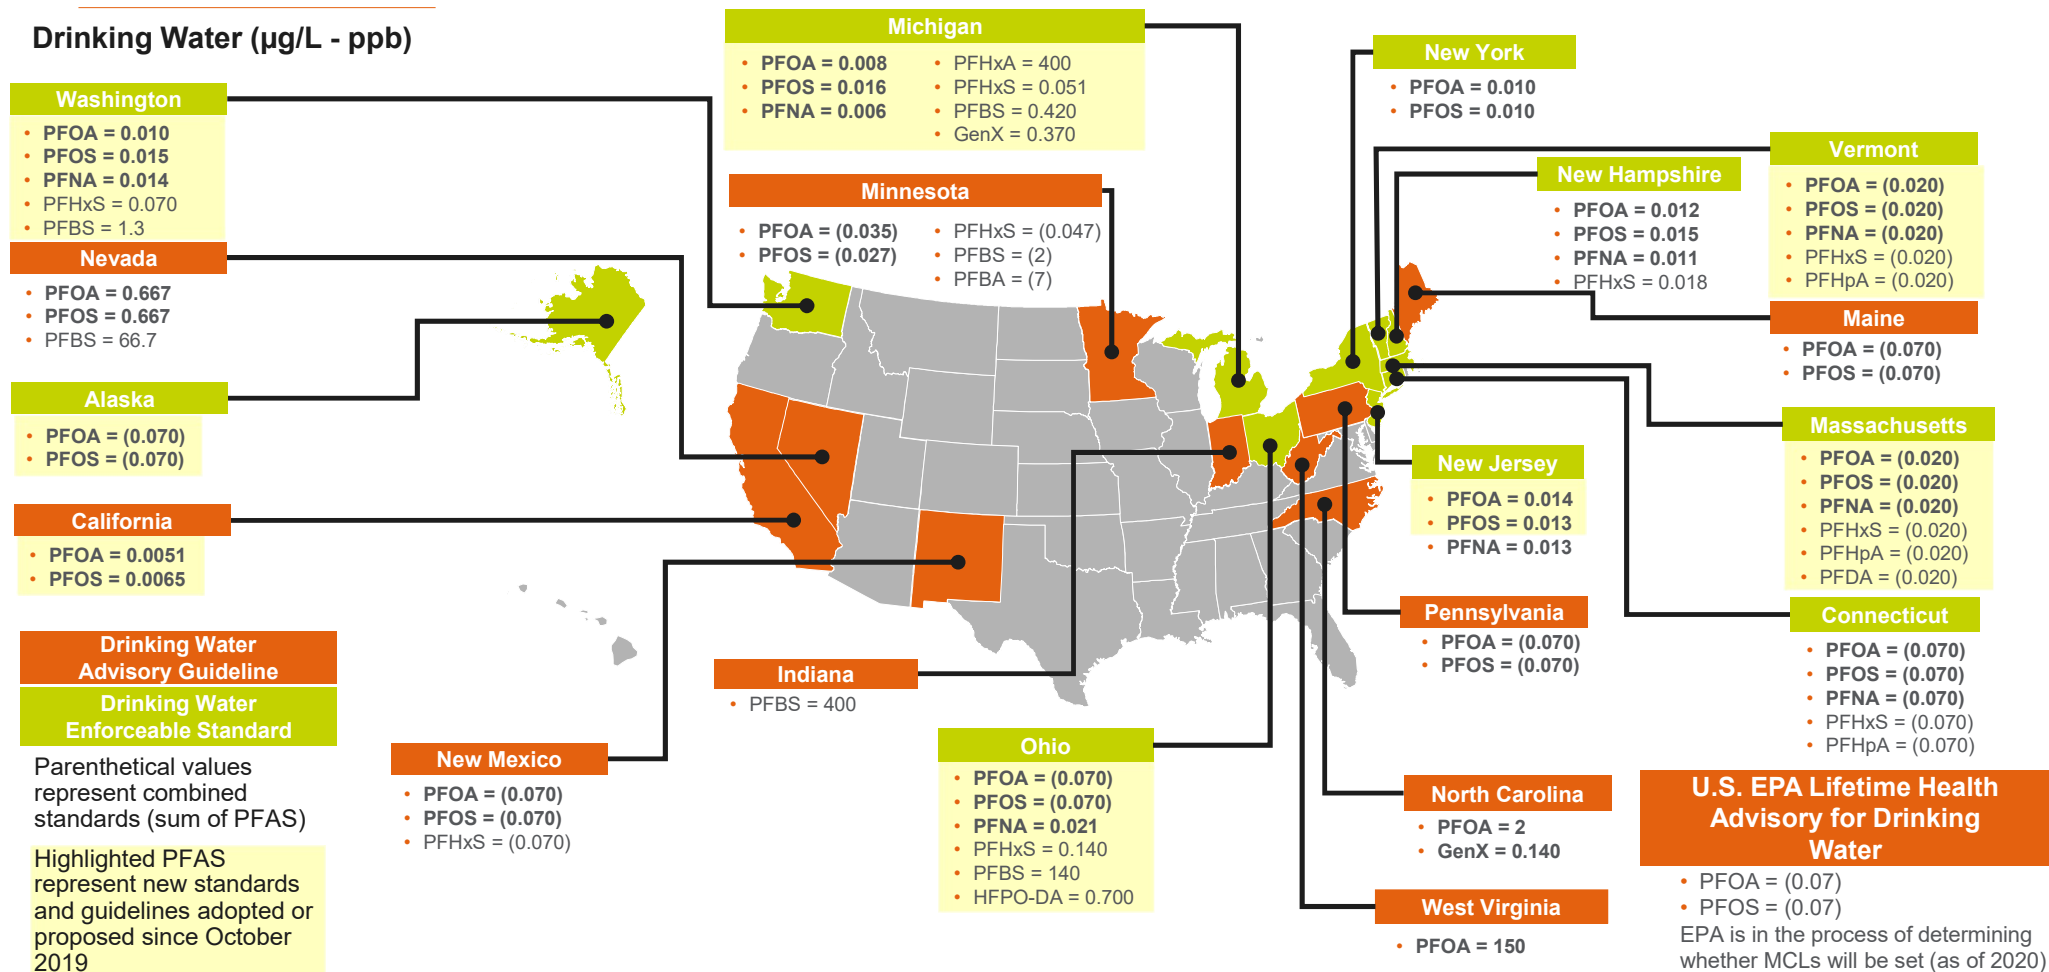 Drinking Water (µg/L - ppb)
Washington
• PFOA = 0.010
• PFOS = 0.015
• PFNA = 0.014
• PFHxS = 0.070
• PFBS = 1.3
Nevada
• PFOA = 0.667
• PFOS = 0.667
• PFBS = 66.7
Alaska
• PFOA = (0.070)
• PFOS = (0.070)
California
• PFOA = 0.0051
• PFOS = 0.0065
Drinking Water
Advisory Guideline
Drinking Water
Enforceable Standard
Parenthetical values
represent combined
standards (sum of PFAS)
Highlighted PFAS
represent new standards
and guidelines adopted or
proposed since October
2019
Michigan
• PFOA = 0.008
• PFOS = 0.016
• PFNA = 0.006
• PFHxA = 400
• PFHxS = 0.051
• PFBS = 0.420
• GenX = 0.370
Minnesota
• PFOA = (0.035)
• PFOS = (0.027)
• PFHxS = (0.047)
• PFBS = (2)
• PFBA = (7)
New Mexico
• PFOA = (0.070)
• PFOS = (0.070)
• PFHxS = (0.070)
Indiana
• PFBS = 400
Ohio
• PFOA = (0.070)
• PFOS = (0.070)
• PFNA = 0.021
• PFHxS = 0.140
• PFBS = 140
• HFPO-DA = 0.700
New York
• PFOA = 0.010
• PFOS = 0.010
New Hampshire
• PFOA = 0.012
• PFOS = 0.015
• PFNA = 0.011
• PFHxS = 0.018
Vermont
• PFOA = (0.020)
• PFOS = (0.020)
• PFNA = (0.020)
• PFHxS = (0.020)
• PFHpA = (0.020)
Maine
• PFOA = (0.070)
• PFOS = (0.070)
Massachusetts
• PFOA = (0.020)
• PFOS = (0.020)
• PFNA = (0.020)
• PFHxS = (0.020)
• PFHpA = (0.020)
• PFDA = (0.020)
New Jersey
• PFOA = 0.014
• PFOS = 0.013
• PFNA = 0.013
Pennsylvania
• PFOA = (0.070)
• PFOS = (0.070)
Connecticut
• PFOA = (0.070)
• PFOS = (0.070)
• PFNA = (0.070)
• PFHxS = (0.070)
• PFHpA = (0.070)
North Carolina
• PFOA = 2
• GenX = 0.140
West Virginia
• PFOA = 150
U.S. EPA Lifetime Health
Advisory for Drinking
Water
• PFOA = (0.07)
• PFOS = (0.07)
EPA is in the process of determining
whether MCLs will be set (as of 2020)